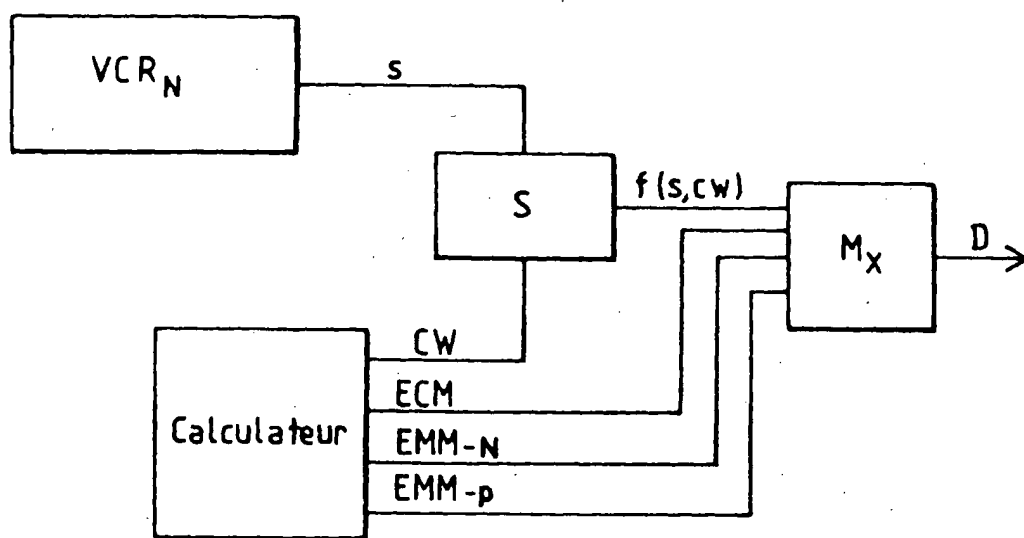 VCR_N
s
S
f(s,cw)
M_X
D
CW
ECM
Calculateur
EMM-N
EMM-p